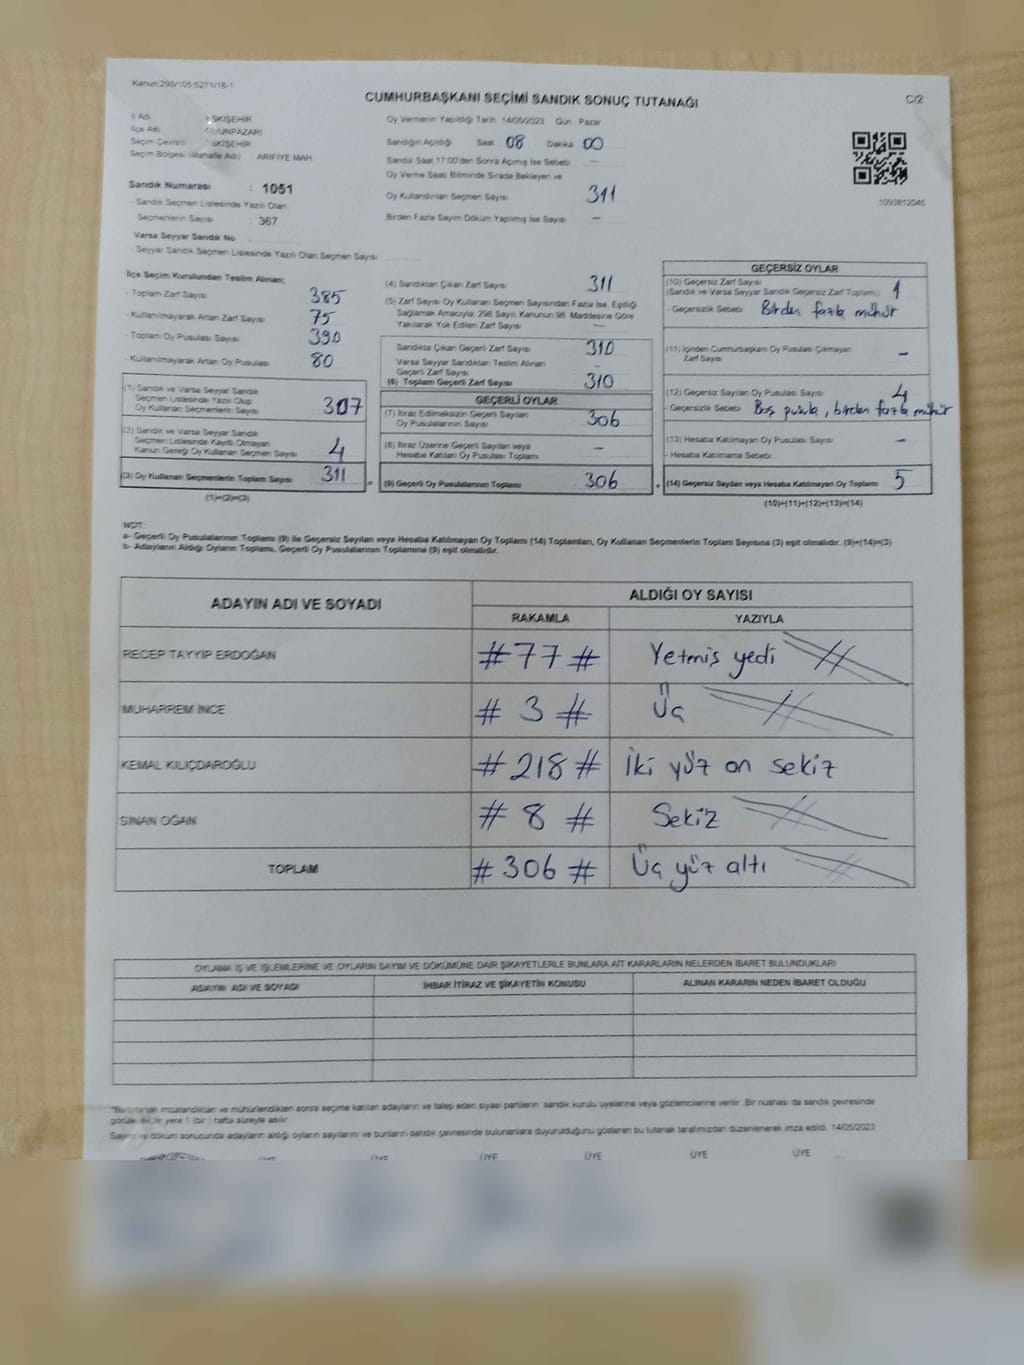 Kanun:298/105;6271/18-1
CUMHURBAŞKANI SEÇİMİ SANDIK SONUÇ TUTANAĞI
C/2
İl Adı : ESKİŞEHİR
İlçe Adı : ODUNPAZARI
Seçim Çevresi : ESKİŞEHİR
Seçim Bölgesi (Mahalle Adı) ARİFİYE MAH.
Sandık Numarası : 1051
- Sandık Seçmen Listesinde Yazılı Olan
Seçmenlerin Sayısı : 367
Varsa Seyyar Sandık No
- Seyyar Sandık Seçmen Listesinde Yazılı Olan Seçmen Sayısı:
Oy Vermenin Yapıldığı Tarih 14/05/2023 Gün Pazar
Sandığın Açıldığı Saat 08 Dakika 00
Sandık Saat 17.00'den Sonra Açılmış İse Sebebi —
Oy Verme Saati Bitiminde Sırada Bekleyen ve
Oy Kullandırılan Seçmen Sayısı 311
Birden Fazla Sayım Döküm Yapılmış İse Sayısı —
1093812045
İlçe Seçim Kurulundan Teslim Alınan;
- Toplam Zarf Sayısı 385
- Kullanılmayarak Artan Zarf Sayısı 75
- Toplam Oy Pusulası Sayısı 390
- Kullanılmayarak Artan Oy Pusulası 80
(1) Sandık ve Varsa Seyyar Sandık
Seçmen Listesinde Yazılı Olup
Oy Kullanan Seçmenlerin Sayısı 307
(2) Sandık ve Varsa Seyyar Sandık
Seçmen Listesinde Kayıtlı Olmayan
Kanun Gereği Oy Kullanan Seçmen Sayısı 4
(3) Oy Kullanan Seçmenlerin Toplam Sayısı 311
(1)+(2)=(3)
(4) Sandıktan Çıkan Zarf Sayısı 311
(5) Zarf Sayısı Oy Kullanan Seçmen Sayısından Fazla İse, Eşitliği
Sağlamak Amacıyla, 298 Sayılı Kanunun 98. Maddesine Göre
Yakılarak Yok Edilen Zarf Sayısı —
Sandıkta Çıkan Geçerli Zarf Sayısı 310
Varsa Seyyar Sandıktan Teslim Alınan
Geçerli Zarf Sayısı —
(6) Toplam Geçerli Zarf Sayısı 310
GEÇERLİ OYLAR
(7) İtiraz Edilmeksizin Geçerli Sayılan
Oy Pusulalarının Sayısı 306
(8) İtiraz Üzerine Geçerli Sayılan veya
Hesaba Katılan Oy Pusulası Toplamı —
(9) Geçerli Oy Pusulalarının Toplamı 306
GEÇERSİZ OYLAR
(10) Geçersiz Zarf Sayısı
(Sandık ve Varsa Seyyar Sandık Geçersiz Zarf Toplamı) 1
- Geçersizlik Sebebi Birden fazla mühür
(11) İçinden Cumhurbaşkanı Oy Pusulası Çıkmayan
Zarf Sayısı —
(12) Geçersiz Sayılan Oy Pusulası Sayısı 4
- Geçersizlik Sebebi Boş pusula, birden fazla mühür
(13) Hesaba Katılmayan Oy Pusulası Sayısı —
- Hesaba Katılmama Sebebi
(14) Geçersiz Sayılan veya Hesaba Katılmayan Oy Toplamı 5
(10)+(11)+(12)+(13)=(14)
NOT:
a- Geçerli Oy Pusulalarının Toplamı (9) ile Geçersiz Sayılan veya Hesaba Katılmayan Oy Toplamı (14) Toplamları, Oy Kullanan Seçmenlerin Toplam Sayısına (3) eşit olmalıdır. (9)+(14)=(3)
b- Adayların Aldığı Oyların Toplamı, Geçerli Oy Pusulalarının Toplamına (9) eşit olmalıdır.
ADAYIN ADI VE SOYADI
ALDIĞI OY SAYISI
RAKAMLA YAZIYLA
RECEP TAYYİP ERDOĞAN # 77 # Yetmiş yedi
MUHARREM İNCE # 3 # Üç
KEMAL KILIÇDAROĞLU # 218 # İki yüz on sekiz
SİNAN OĞAN # 8 # Sekiz
TOPLAM # 306 # Üç yüz altı
OYLAMA İŞ VE İŞLEMLERİNE VE OYLARIN SAYIM VE DÖKÜMÜNE DAİR ŞİKAYETLERLE BUNLARA AİT KARARLARIN NELERDEN İBARET BULUNDUKLARI
ADAYIN ADI VE SOYADI İHBAR İTİRAZ VE ŞİKAYETİN KONUSU ALINAN KARARIN NEDEN İBARET OLDUĞU
*Bu tutanak imzalandıktan ve mühürlendikten sonra seçime katılan adayların ve talep eden siyasi partilerin sandık kurulu üyelerine veya gözlemcilerine verilir. Bir nüshası da sandık çevresinde
görülebilir yere 1 (bir) hafta süreyle asılır.
Sayım ve döküm sonucunda adayların aldığı oyların sayılarını ve bunların sandık çevresinde bulunanlara duyurulduğunu gösteren bu tutanak tarafımızdan düzenlenerek imza edildi. 14/05/2023
ÜYE ÜYE ÜYE ÜYE ÜYE ÜYE